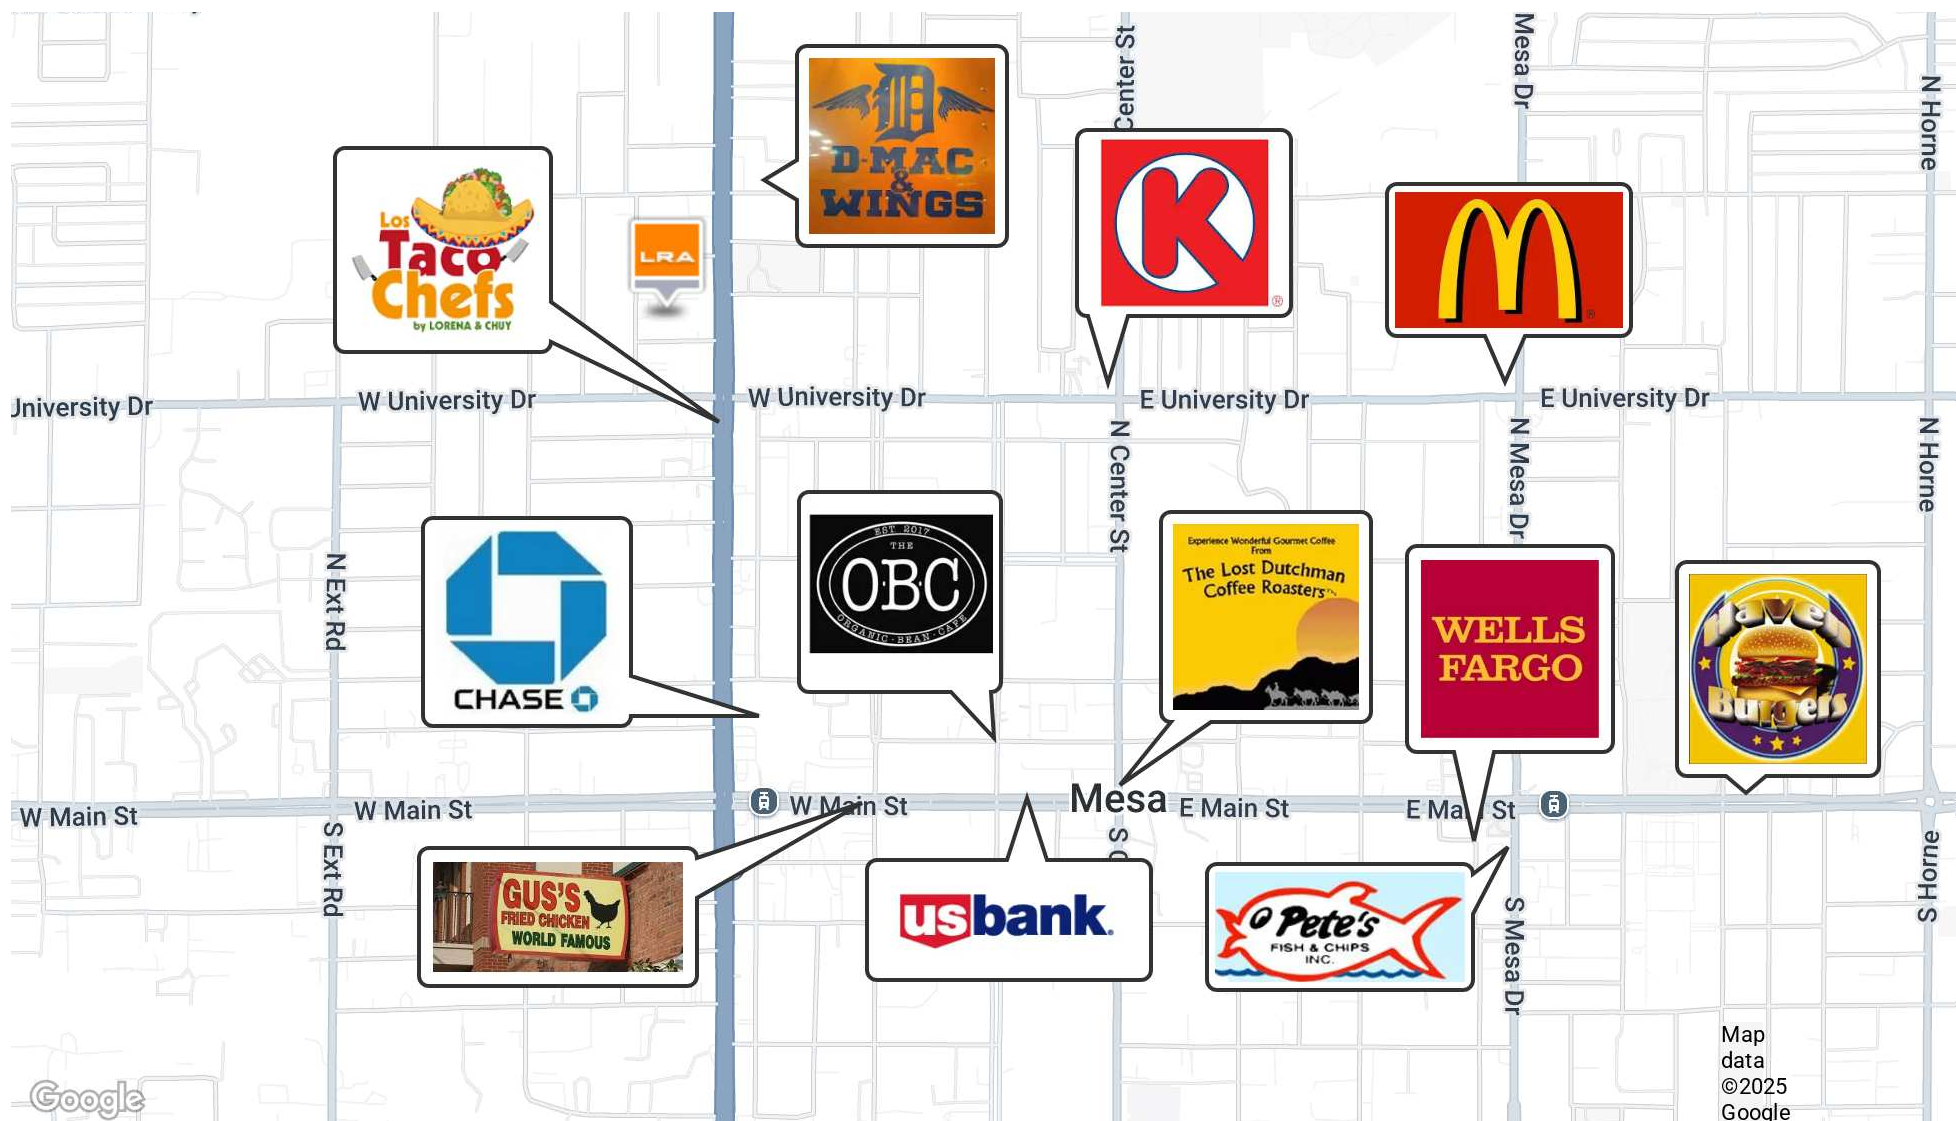 Center St
Mesa Dr
N Horne
D-MAC
&
WINGS
K
®
Los
Taco
Chefs
by LORENA & CHUY
LRA
M
®
University Dr
W University Dr
W University Dr
E University Dr
E University Dr
N Center St
N Mesa Dr
N Horne
N Ext Rd
CHASE
EST 2017
THE
O·B·C
ORGANIC·BEAN·CAFE
Experience Wonderful Gourmet Coffee
From
The Lost Dutchman
Coffee Roasters™
WELLS
FARGO
Haven
Burgers
W Main St
W Main St
W Main St
Mesa
E Main St
E Main St
S Ext Rd
S C
S Mesa Dr
S Horne
GUS'S
FRIED CHICKEN
WORLD FAMOUS
usbank.
Pete's
FISH & CHIPS
INC.
Google
Map
data
©2025
Google